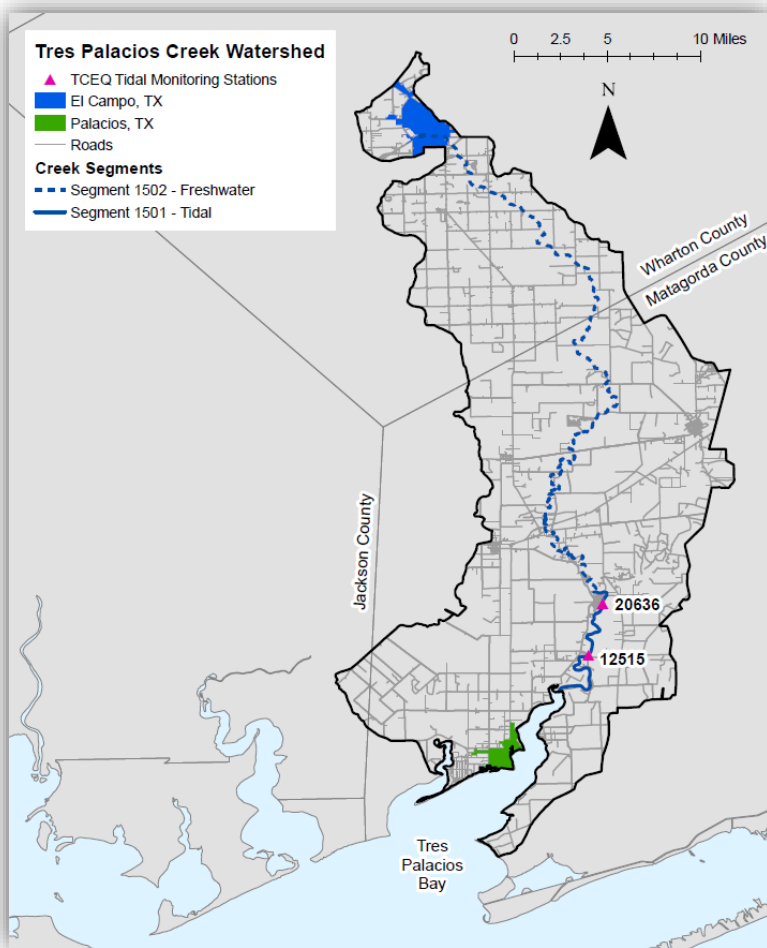 Tres Palacios Creek Watershed
TCEQ Tidal Monitoring Stations
El Campo, TX
Palacios, TX
Roads
Creek Segments
Segment 1502 - Freshwater
Segment 1501 - Tidal
0 2.5 5 10 Miles
N
Wharton County
Matagorda County
Jackson County
20636
12515
Tres
Palacios
Bay